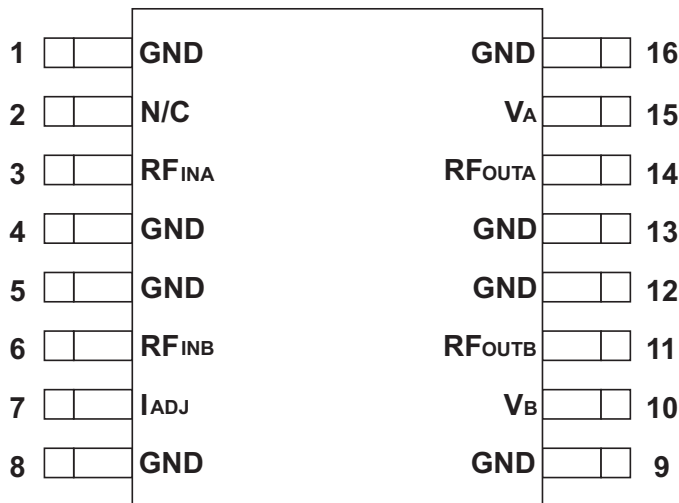 1 GND GND 16
2 N/C VA 15
3 RFINA RFOUTA 14
4 GND GND 13
5 GND GND 12
6 RFINB RFOUTB 11
7 IADJ VB 10
8 GND GND 9